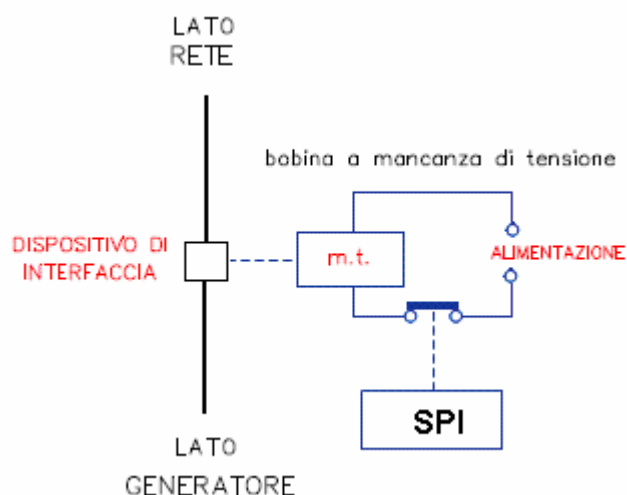 LATO
RETE
bobina a mancanza di tensione
DISPOSITIVO DI
INTERFACCIA
m.t.
ALIMENTAZIONE
SPI
LATO
GENERATORE